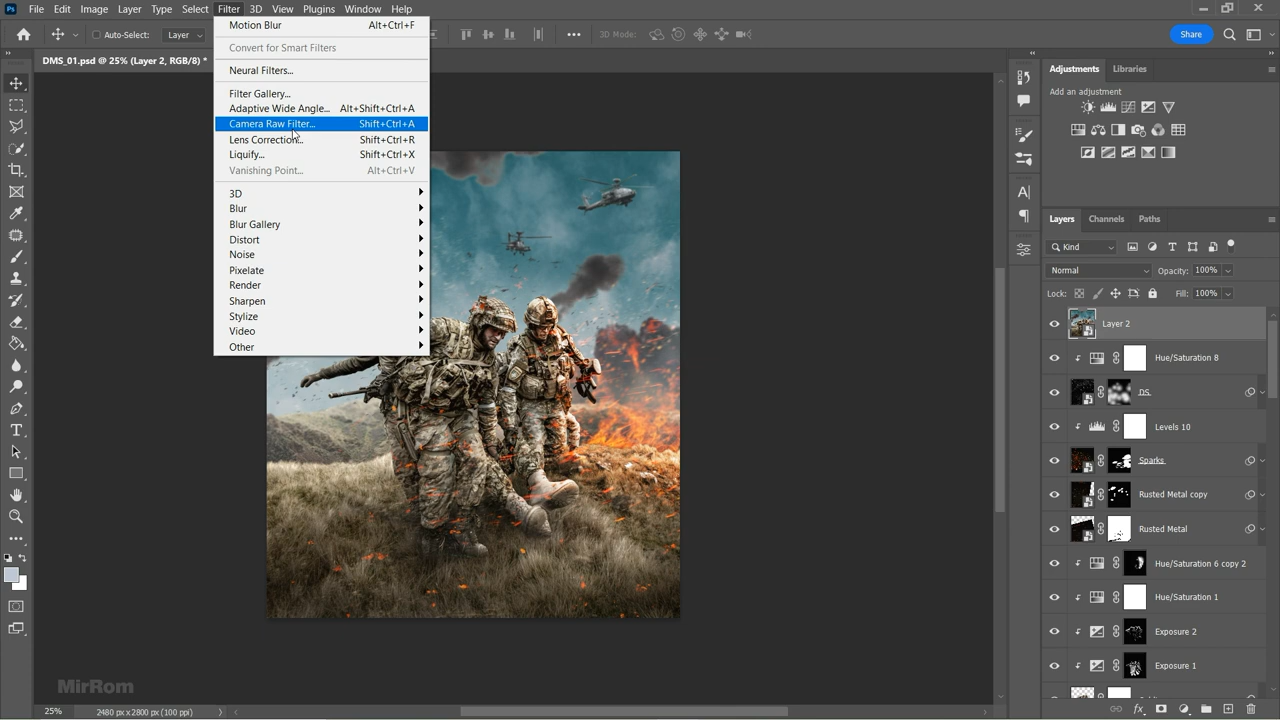 Ps File Edit Image Layer Type Select Filter 3D View Plugins Window Help
Auto-Select: Layer 3D Mode: Share
DMS_01.psd @ 25% (Layer 2, RGB/8) *
Motion Blur Alt+Ctrl+F
Convert for Smart Filters
Neural Filters...
Filter Gallery...
Adaptive Wide Angle... Alt+Shift+Ctrl+A
Camera Raw Filter... Shift+Ctrl+A
Lens Correction... Shift+Ctrl+R
Liquify... Shift+Ctrl+X
Vanishing Point... Alt+Ctrl+V
3D
Blur
Blur Gallery
Distort
Noise
Pixelate
Render
Sharpen
Stylize
Video
Other
Adjustments Libraries
Add an adjustment
Layers Channels Paths
Kind
Normal Opacity: 100%
Lock: Fill: 100%
Layer 2
Hue/Saturation 8
DS
Levels 10
Sparks
Rusted Metal copy
Rusted Metal
Hue/Saturation 6 copy 2
Hue/Saturation 1
Exposure 2
Exposure 1
MirRom
25% 2480 px x 2800 px (100 ppi)